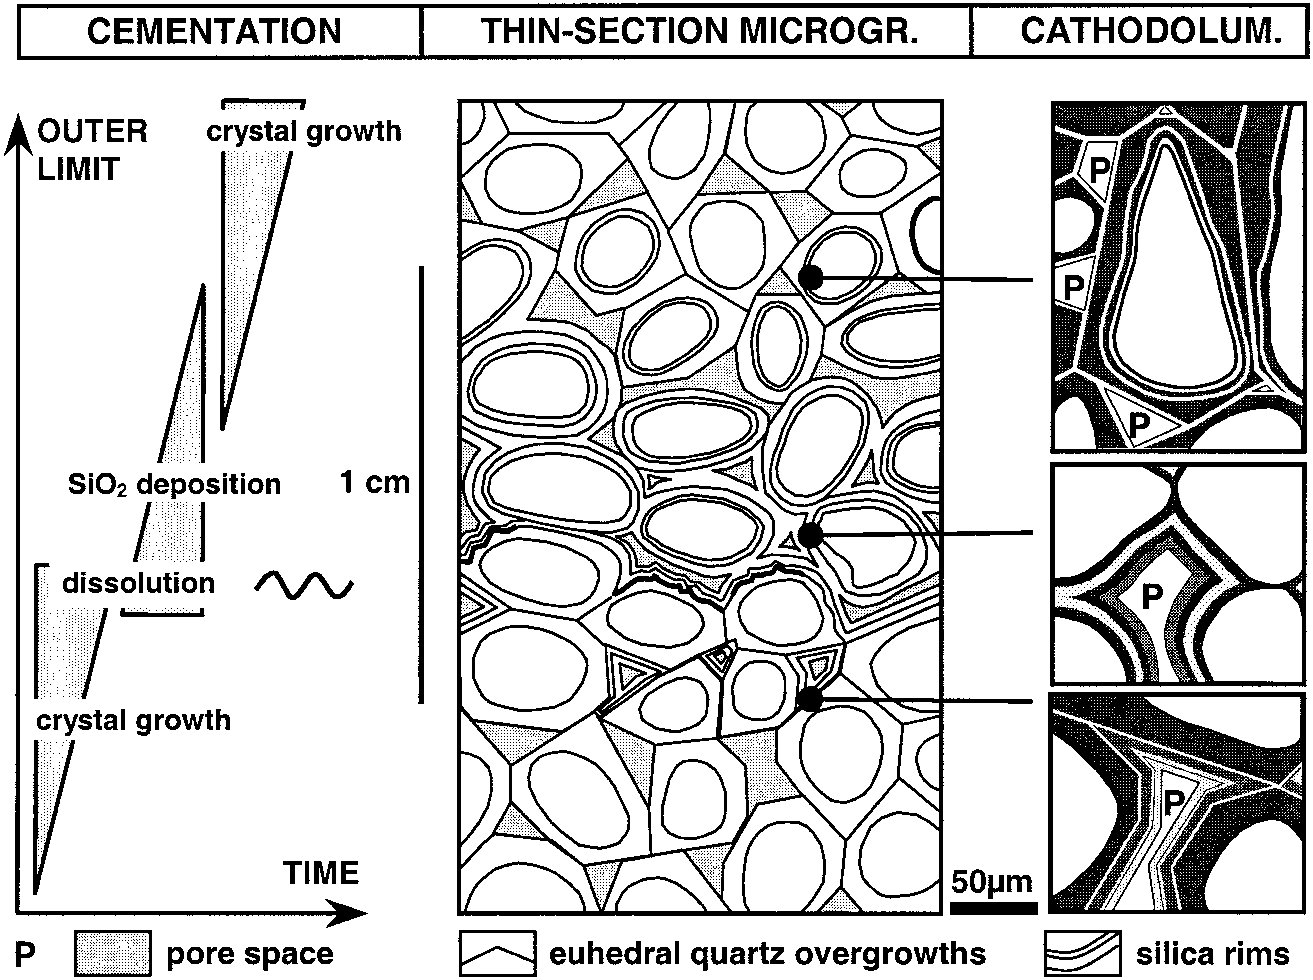 CEMENTATION
THIN-SECTION MICROGR.
CATHODOLUM.
OUTER
LIMIT
crystal growth
SiO₂ deposition
1 cm
dissolution
crystal growth
TIME
P
P
P
P
P
50µm
P
pore space
euhedral quartz overgrowths
silica rims